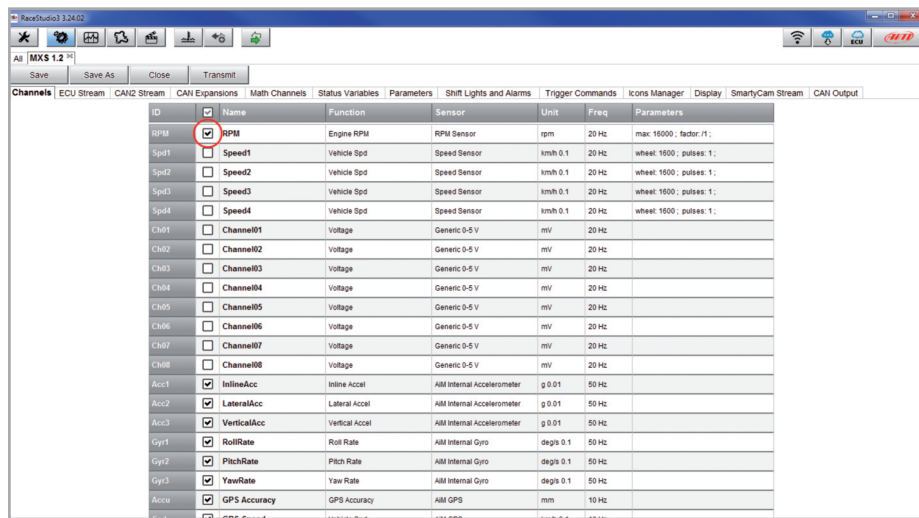 RaceStudio3 3.24.02
ECU AiM
All MXS 1.2
Save Save As Close Transmit
Channels ECU Stream CAN2 Stream CAN Expansions Math Channels Status Variables Parameters Shift Lights and Alarms Trigger Commands Icons Manager Display SmartyCam Stream CAN Output
ID Name Function Sensor Unit Freq Parameters
RPM RPM Engine RPM RPM Sensor rpm 20 Hz max: 16000 ; factor: /1 ;
Spd1 Speed1 Vehicle Spd Speed Sensor km/h 0.1 20 Hz wheel: 1600 ; pulses: 1 ;
Spd2 Speed2 Vehicle Spd Speed Sensor km/h 0.1 20 Hz wheel: 1600 ; pulses: 1 ;
Spd3 Speed3 Vehicle Spd Speed Sensor km/h 0.1 20 Hz wheel: 1600 ; pulses: 1 ;
Spd4 Speed4 Vehicle Spd Speed Sensor km/h 0.1 20 Hz wheel: 1600 ; pulses: 1 ;
Ch01 Channel01 Voltage Generic 0-5 V mV 20 Hz
Ch02 Channel02 Voltage Generic 0-5 V mV 20 Hz
Ch03 Channel03 Voltage Generic 0-5 V mV 20 Hz
Ch04 Channel04 Voltage Generic 0-5 V mV 20 Hz
Ch05 Channel05 Voltage Generic 0-5 V mV 20 Hz
Ch06 Channel06 Voltage Generic 0-5 V mV 20 Hz
Ch07 Channel07 Voltage Generic 0-5 V mV 20 Hz
Ch08 Channel08 Voltage Generic 0-5 V mV 20 Hz
Acc1 InlineAcc Inline Accel AiM Internal Accelerometer g 0.01 50 Hz
Acc2 LateralAcc Lateral Accel AiM Internal Accelerometer g 0.01 50 Hz
Acc3 VerticalAcc Vertical Accel AiM Internal Accelerometer g 0.01 50 Hz
Gyr1 RollRate Roll Rate AiM Internal Gyro deg/s 0.1 50 Hz
Gyr2 PitchRate Pitch Rate AiM Internal Gyro deg/s 0.1 50 Hz
Gyr3 YawRate Yaw Rate AiM Internal Gyro deg/s 0.1 50 Hz
Accu GPS Accuracy GPS Accuracy AiM GPS mm 10 Hz